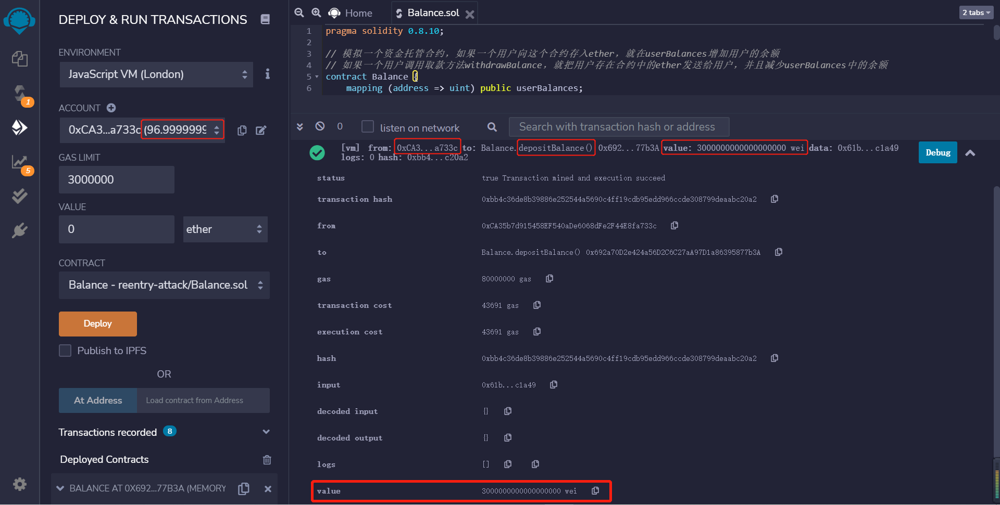 DEPLOY & RUN TRANSACTIONS
ENVIRONMENT
JavaScript VM (London)
ACCOUNT
0xCA3...a733c (96.9999999
GAS LIMIT
3000000
VALUE
0
ether
CONTRACT
Balance - reentry-attack/Balance.sol
Deploy
Publish to IPFS
OR
At Address
Load contract from Address
Transactions recorded 8
Deployed Contracts
BALANCE AT 0X692...77B3A (MEMORY
1
5
Home
Balance.sol
2 tabs
1 pragma solidity 0.8.10;
2
3 // 模拟一个资金托管合约，如果一个用户向这个合约存入ether，就在userBalances增加用户的余额
4 // 如果一个用户调用取款方法withdrawBalance，就把用户存在合约中的ether发送给用户，并且减少userBalances中的余额
5 contract Balance {
6 mapping (address => uint) public userBalances;
0
listen on network
Search with transaction hash or address
[vm] from: 0xCA3...a733c to: Balance.depositBalance() 0x692...77b3A value: 3000000000000000000 wei data: 0x61b...c1a49
logs: 0 hash: 0xbb4...c20a2
Debug
status true Transaction mined and execution succeed
transaction hash 0xbb4c36de8b39886e252544a5690c4ff19cdb95edd966ccde308799deaabc20a2
from 0xCA35b7d915458EF540aDe6068dFe2F44E8fa733c
to Balance.depositBalance() 0x692a70D2e424a56D2C6C27aA97D1a86395877b3A
gas 80000000 gas
transaction cost 43691 gas
execution cost 43691 gas
hash 0xbb4c36de8b39886e252544a5690c4ff19cdb95edd966ccde308799deaabc20a2
input 0x61b...c1a49
decoded input {}
decoded output {}
logs []
value 3000000000000000000 wei